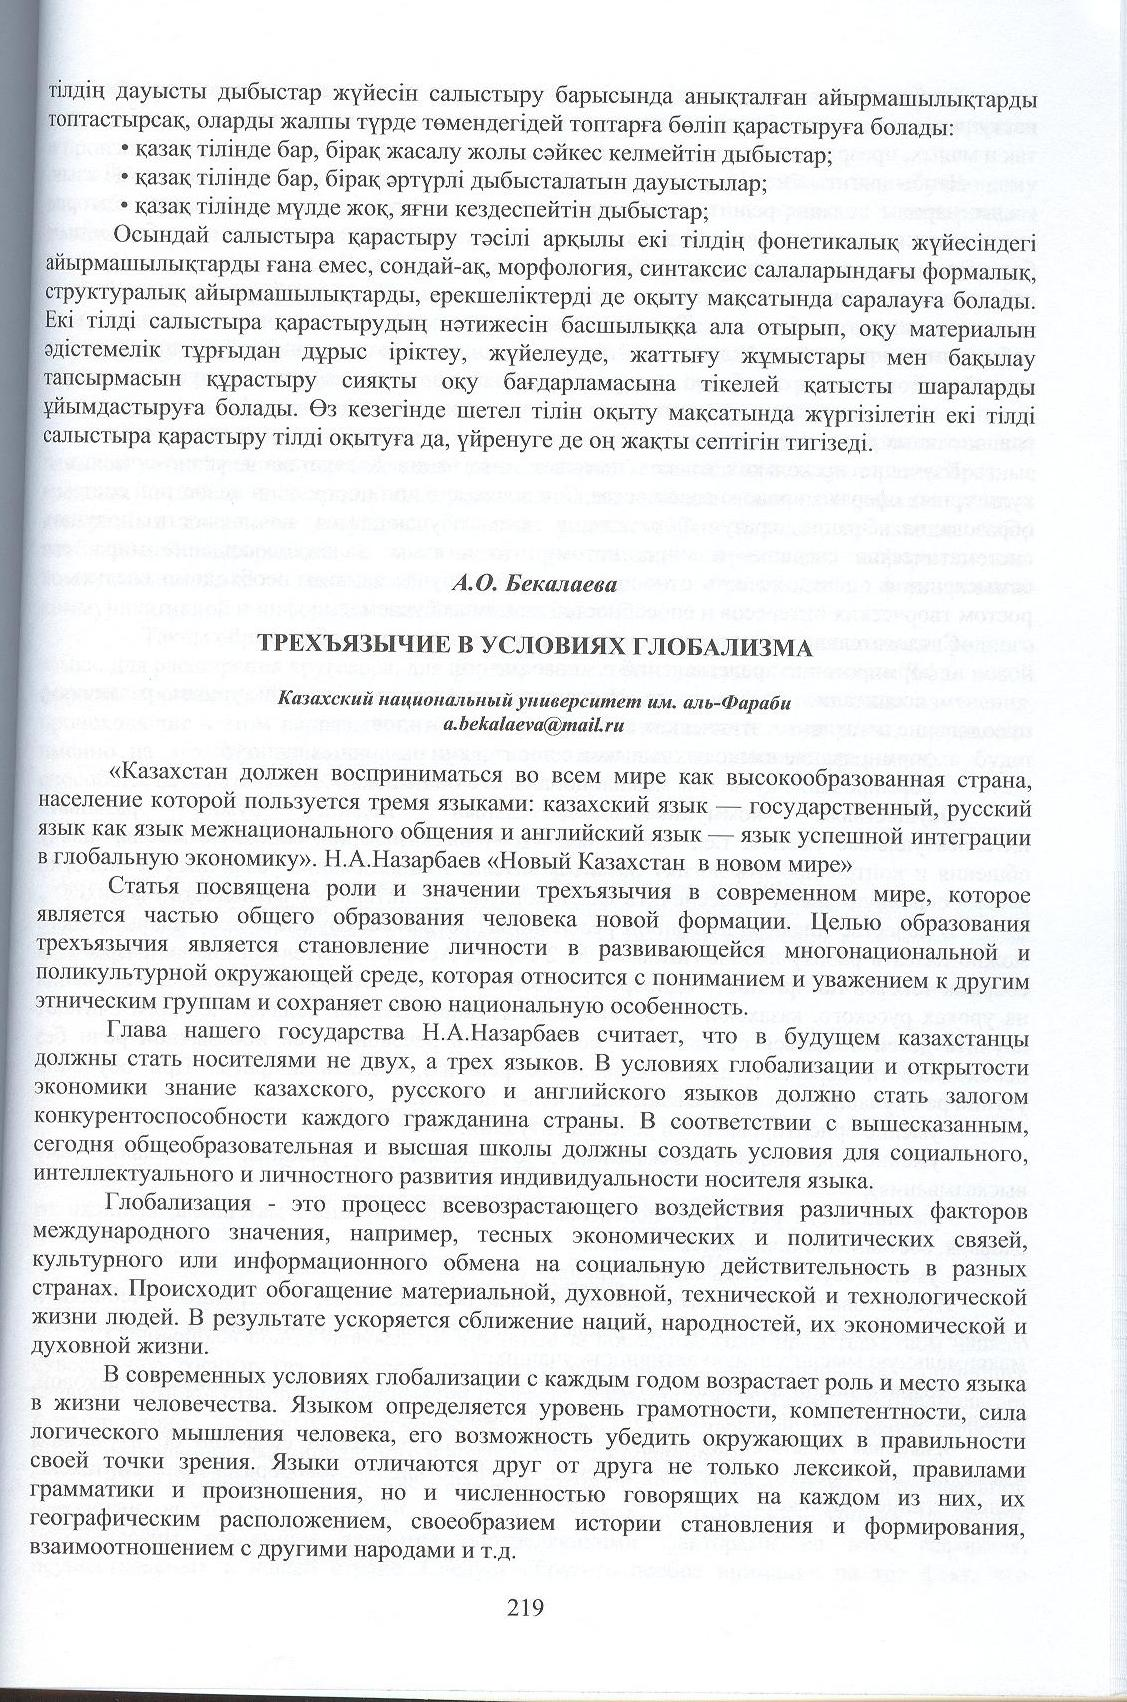 тілдің дауысты дыбыстар жүйесін салыстыру барысында анықталған айырмашылықтарды
топтастырсақ, оларды жалпы түрде төмендегідей топтарға бөліп қарастыруға болады:
• қазақ тілінде бар, бірақ жасалу жолы сәйкес келмейтін дыбыстар;
• қазақ тілінде бар, бірақ әртүрлі дыбысталатын дауыстылар;
• қазақ тілінде мүлде жоқ, яғни кездеспейтін дыбыстар;
Осындай салыстыра қарастыру тәсілі арқылы екі тілдің фонетикалық жүйесіндегі
айырмашылықтарды ғана емес, сондай-ақ, морфология, синтаксис салаларындағы формалық,
структуралық айырмашылықтарды, ерекшеліктерді де оқыту мақсатында саралауға болады.
Екі тілді салыстыра қарастырудың нәтижесін басшылыққа ала отырып, оқу материалын
әдістемелік тұрғыдан дұрыс іріктеу, жүйелеуде, жаттығу жұмыстары мен бақылау
тапсырмасын құрастыру сияқты оқу бағдарламасына тікелей қатысты шараларды
ұйымдастыруға болады. Өз кезегінде шетел тілін оқыту мақсатында жүргізілетін екі тілді
салыстыра қарастыру тілді оқытуға да, үйренуге де оң жақты септігін тигізеді.
А.О. Бекалаева
ТРЕХЪЯЗЫЧИЕ В УСЛОВИЯХ ГЛОБАЛИЗМА
Казахский национальный университет им. аль-Фараби
a.bekalaeva@mail.ru
«Казахстан должен восприниматься во всем мире как высокообразованная страна,
население которой пользуется тремя языками: казахский язык — государственный, русский
язык как язык межнационального общения и английский язык — язык успешной интеграции
в глобальную экономику». Н.А.Назарбаев «Новый Казахстан в новом мире»
Статья посвящена роли и значении трехъязычия в современном мире, которое
является частью общего образования человека новой формации. Целью образования
трехъязычия является становление личности в развивающейся многонациональной и
поликультурной окружающей среде, которая относится с пониманием и уважением к другим
этническим группам и сохраняет свою национальную особенность.
Глава нашего государства Н.А.Назарбаев считает, что в будущем казахстанцы
должны стать носителями не двух, а трех языков. В условиях глобализации и открытости
экономики знание казахского, русского и английского языков должно стать залогом
конкурентоспособности каждого гражданина страны. В соответствии с вышесказанным,
сегодня общеобразовательная и высшая школы должны создать условия для социального,
интеллектуального и личностного развития индивидуальности носителя языка.
Глобализация - это процесс всевозрастающего воздействия различных факторов
международного значения, например, тесных экономических и политических связей,
культурного или информационного обмена на социальную действительность в разных
странах. Происходит обогащение материальной, духовной, технической и технологической
жизни людей. В результате ускоряется сближение наций, народностей, их экономической и
духовной жизни.
В современных условиях глобализации с каждым годом возрастает роль и место языка
в жизни человечества. Языком определяется уровень грамотности, компетентности, сила
логического мышления человека, его возможность убедить окружающих в правильности
своей точки зрения. Языки отличаются друг от друга не только лексикой, правилами
грамматики и произношения, но и численностью говорящих на каждом из них, их
географическим расположением, своеобразием истории становления и формирования,
взаимоотношением с другими народами и т.д.
219